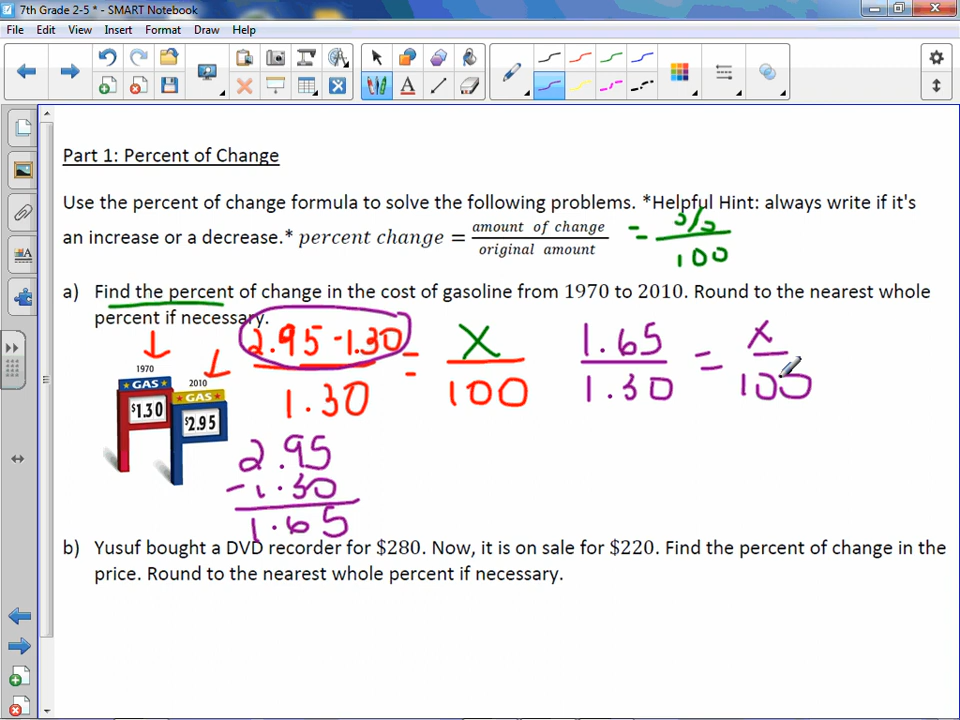 7th Grade 2-5 * - SMART Notebook
File Edit View Insert Format Draw Help
Part 1: Percent of Change
Use the percent of change formula to solve the following problems. *Helpful Hint: always write if it's
an increase or a decrease.* percent change = amount of change / original amount = / 100
a) Find the percent of change in the cost of gasoline from 1970 to 2010. Round to the nearest whole
percent if necessary.
2.95 - 1.30 / 1.30 = X / 100
1.65 / 1.30 = x / 100
1970
GAS
$1.30
2010
GAS
$2.95
2.95
- 1.30
1.65
b) Yusuf bought a DVD recorder for $280. Now, it is on sale for $220. Find the percent of change in the
price. Round to the nearest whole percent if necessary.